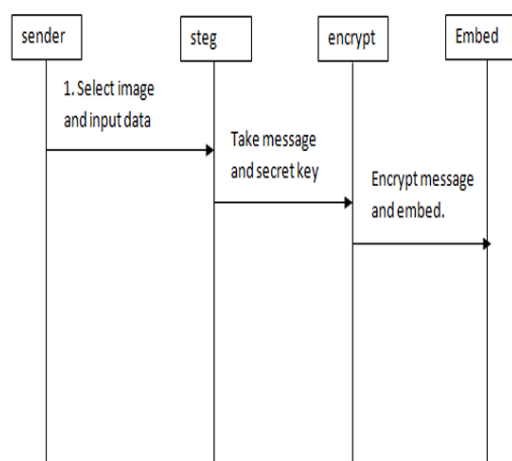 sender
steg
encrypt
Embed
1. Select image
and input data
Take message
and secret key
Encrypt message
and embed.